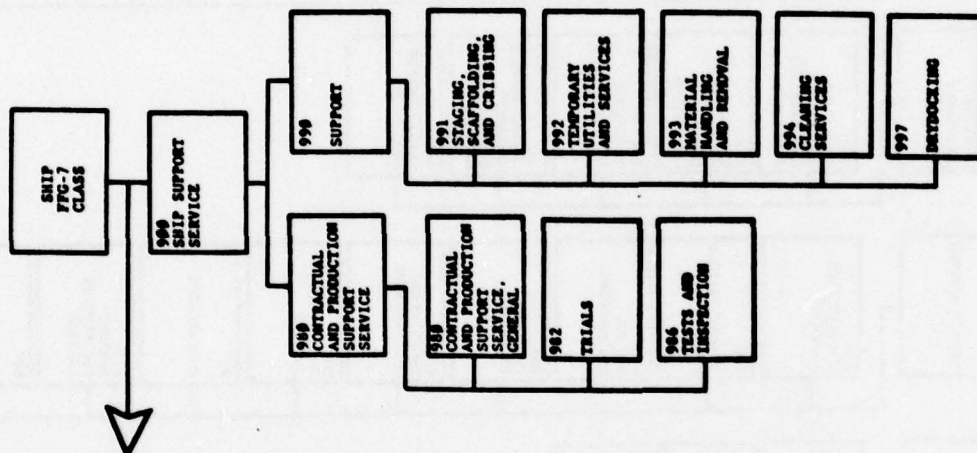 SHIP
FFG-7
CLASS
900
SHIP SUPPORT
SERVICE
980
CONTRACTUAL
AND PRODUCTION
SUPPORT
SERVICE
980
CONTRACTUAL
AND PRODUCTION
SUPPORT
SERVICE,
GENERAL
982
TRIALS
986
TESTS AND
INSPECTION
990
SUPPORT
991
STAGING,
SCAFFOLDING,
AND CRIBBING
992
TEMPORARY
UTILITIES
AND SERVICES
993
MATERIAL
HANDLING
AND REMOVAL
994
CLEANING
SERVICES
997
DRYDOCKING